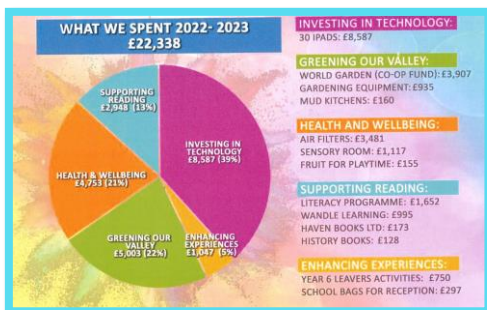 WHAT WE SPENT 2022- 2023
£22,338
SUPPORTING
READING
£2,948 (13%)
INVESTING IN
TECHNOLOGY
£8,587 (39%)
HEALTH & WELLBEING
£4,753 (21%)
GREENING OUR
VALLEY
£5,003 (22%)
ENHANCING
EXPERIENCES
£1,047 (5%)
INVESTING IN TECHNOLOGY:
30 IPADS: £8,587
GREENING OUR VALLEY:
WORLD GARDEN (CO-OP FUND): £3,907
GARDENING EQUIPMENT: £935
MUD KITCHENS: £160
HEALTH AND WELLBEING:
AIR FILTERS: £3,481
SENSORY ROOM: £1,117
FRUIT FOR PLAYTIME: £155
SUPPORTING READING:
LITERACY PROGRAMME: £1,652
WANDLE LEARNING: £995
HAVEN BOOKS LTD: £173
HISTORY BOOKS: £128
ENHANCING EXPERIENCES:
YEAR 6 LEAVERS ACTIVITIES: £750
SCHOOL BAGS FOR RECEPTION: £297